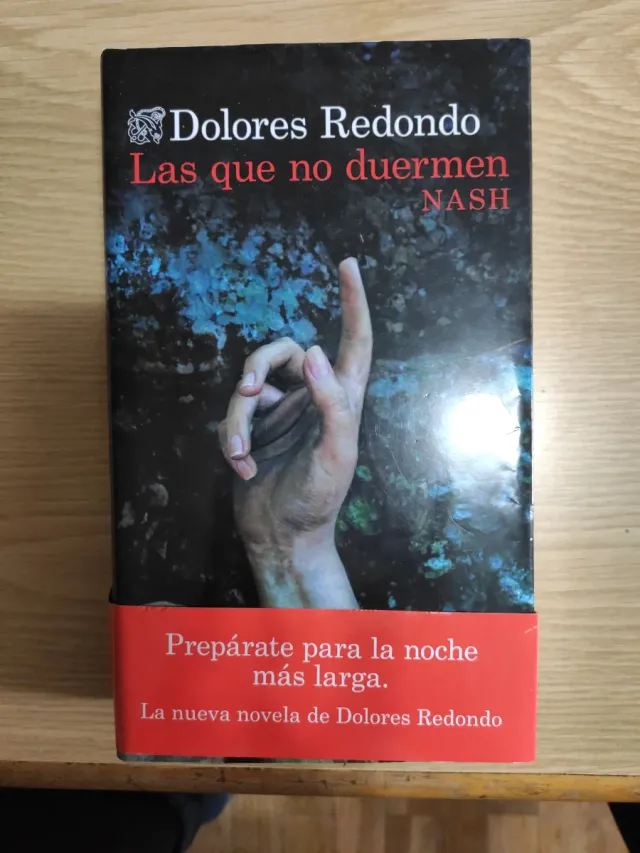 Dolores Redondo
Las que no duermen
NASH
Prepárate para la noche
más larga.
La nueva novela de Dolores Redondo